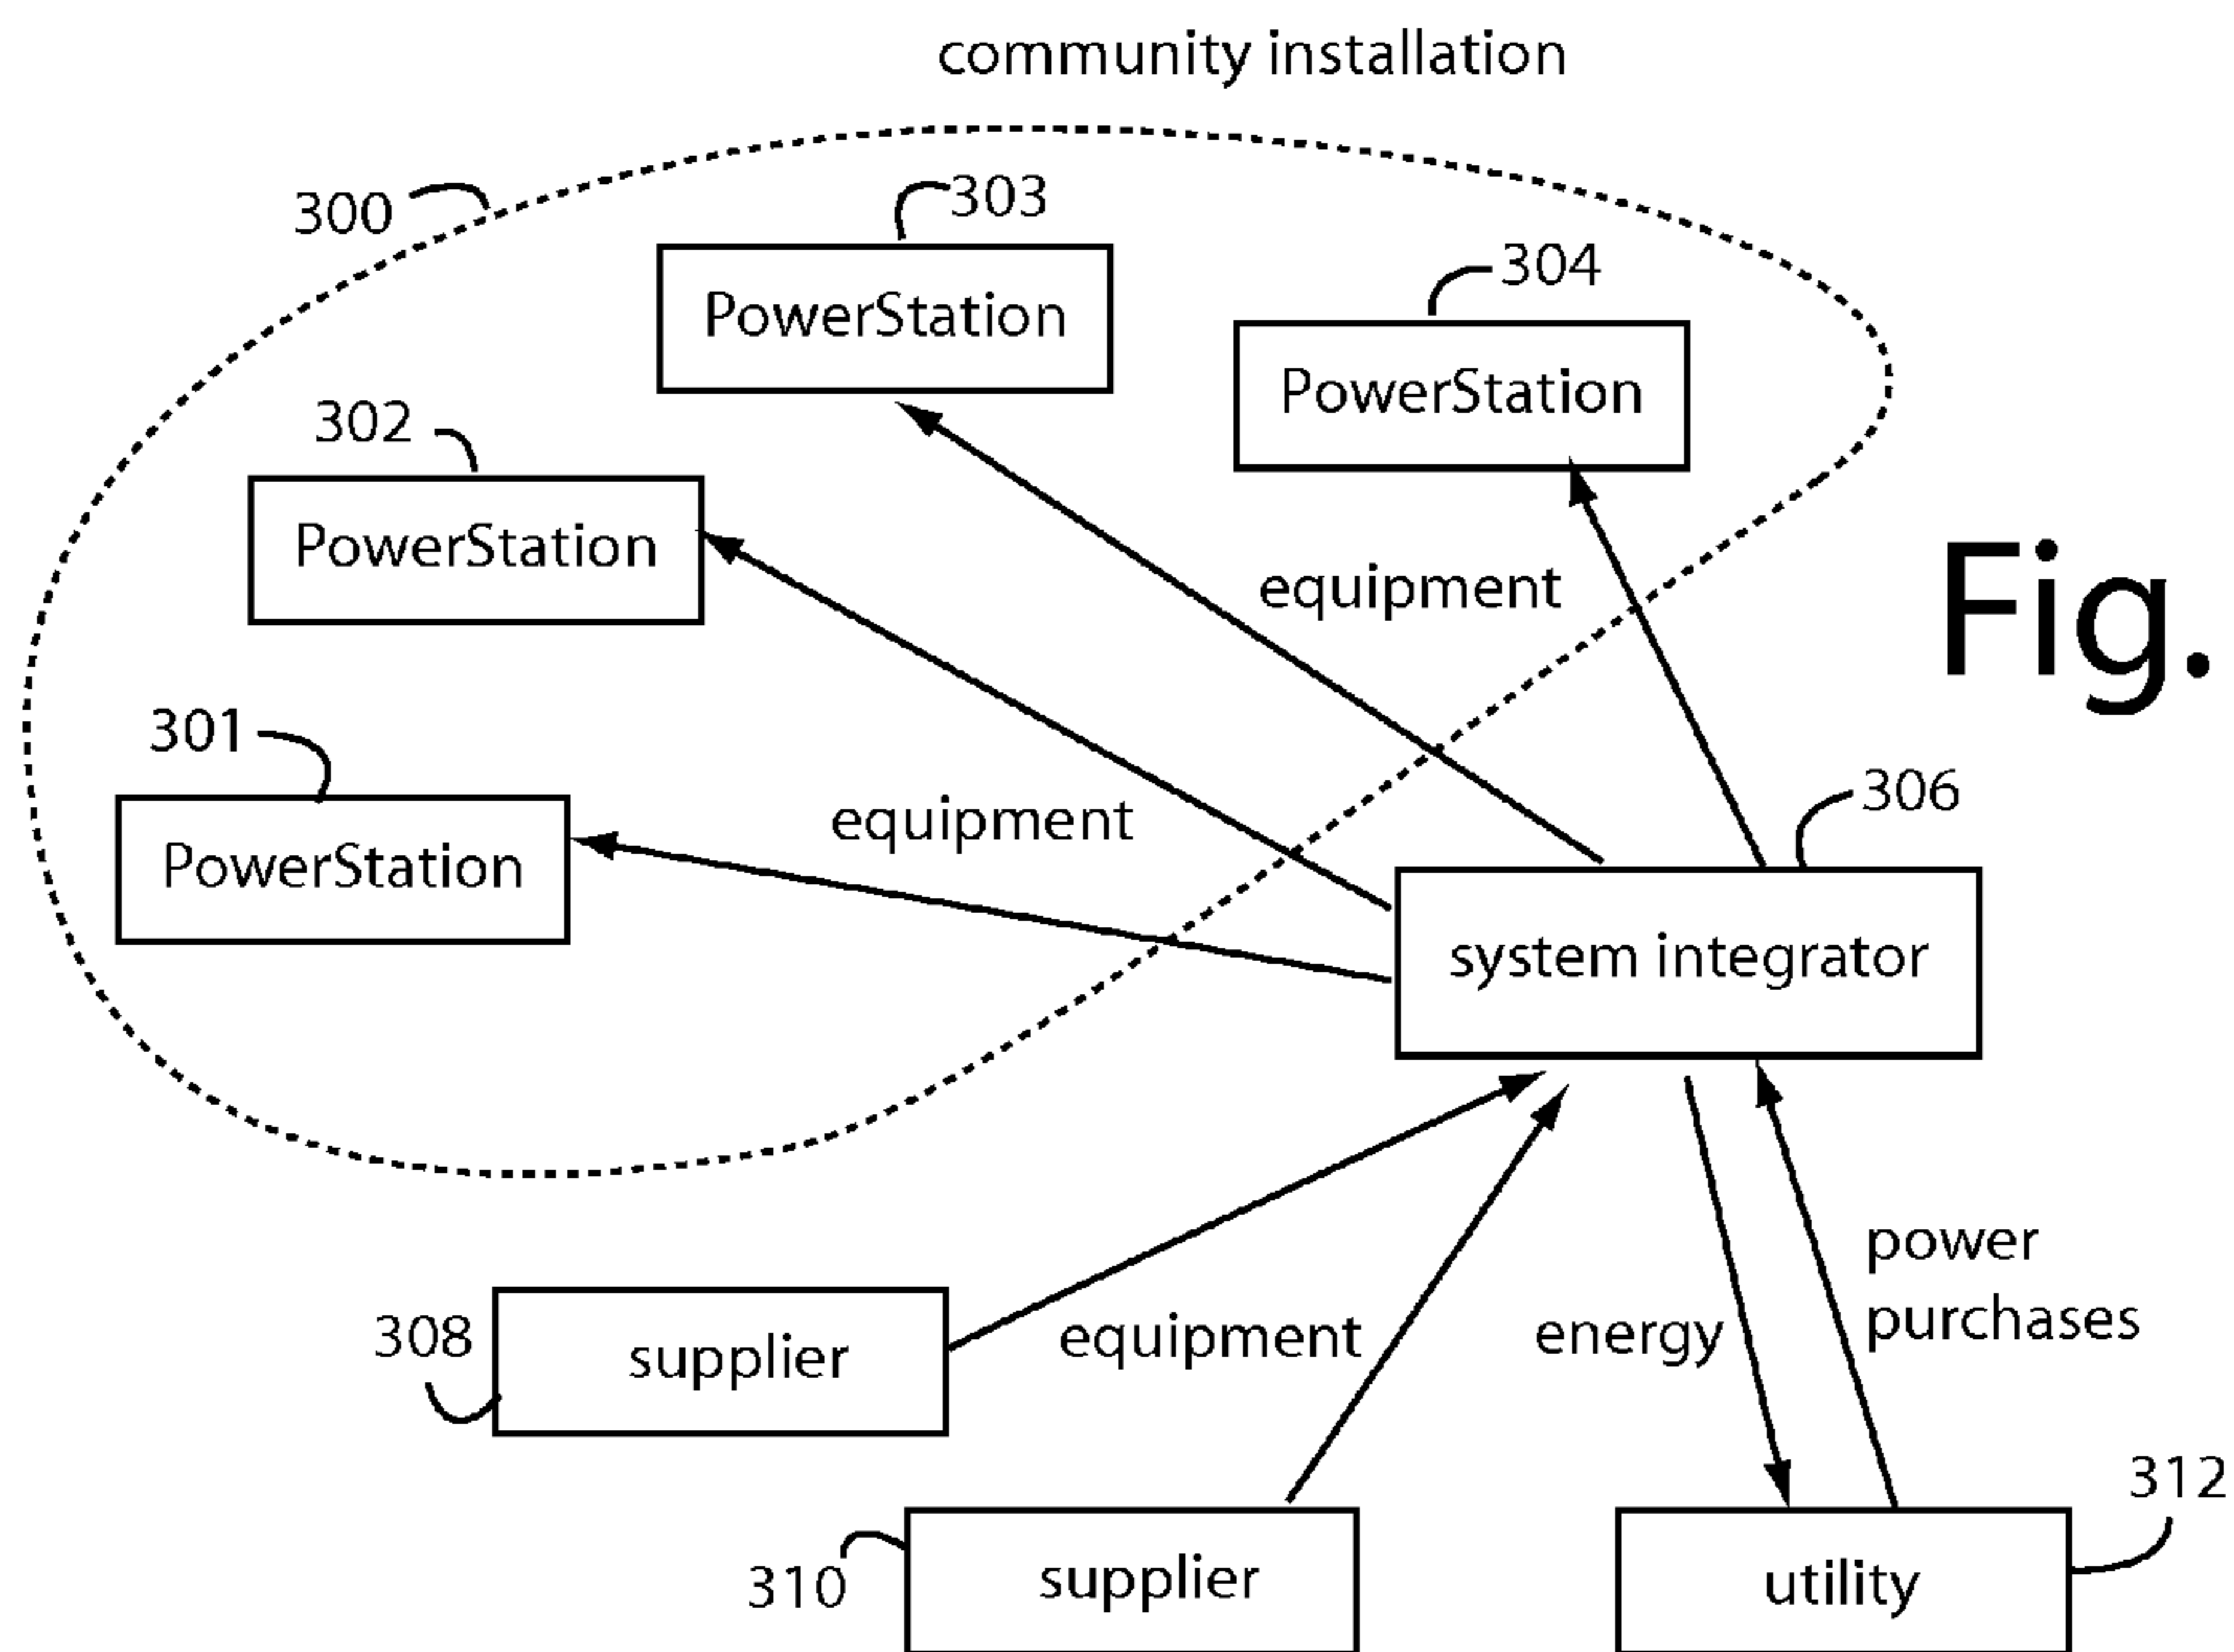 community installation
300
303
PowerStation
304
PowerStation
302
PowerStation
equipment
Fig.
301
PowerStation
equipment
306
system integrator
power
purchases
energy
equipment
308
supplier
310
supplier
312
utility